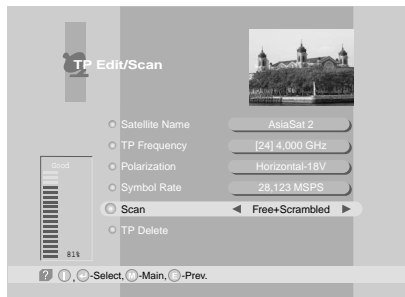 TP Edit/Scan
Satellite Name AsiaSat 2
TP Frequency [24] 4,000 GHz
Good Polarization Horizontal-18V
Symbol Rate 28,123 MSPS
Scan Free+Scrambled
TP Delete
81%
? , -Select, M-Main, E-Prev.